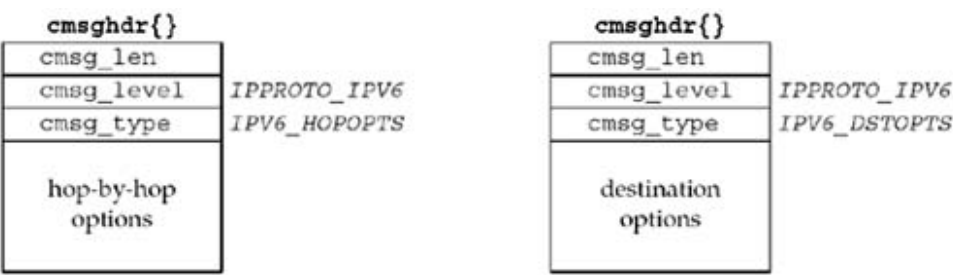 cmsghdr{} cmsghdr{}
cmsg_len cmsg_len
cmsg_level IPPROTO_IPV6 cmsg_level IPPROTO_IPV6
cmsg_type IPV6_HOPOPTS cmsg_type IPV6_DSTOPTS
hop-by-hop destination
options options